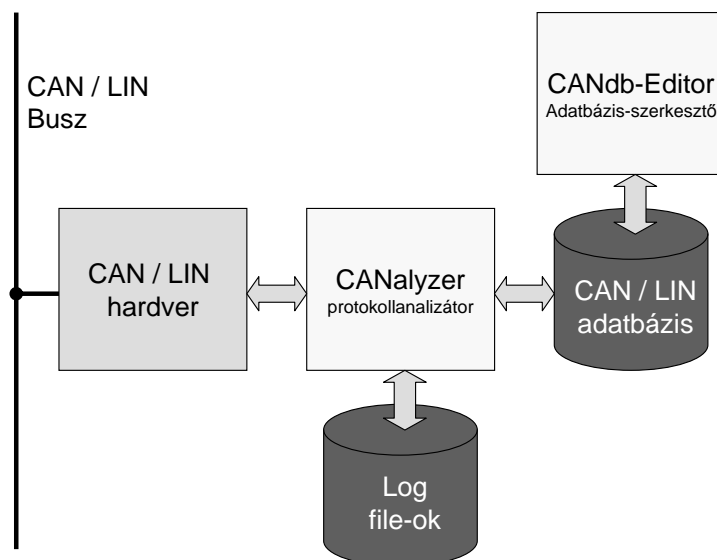 CAN / LIN
Busz
CANdb-Editor
Adatbázis-szerkesztő
CAN / LIN
hardver
CANalyzer
protokollanalizátor
CAN / LIN
adatbázis
Log
file-ok